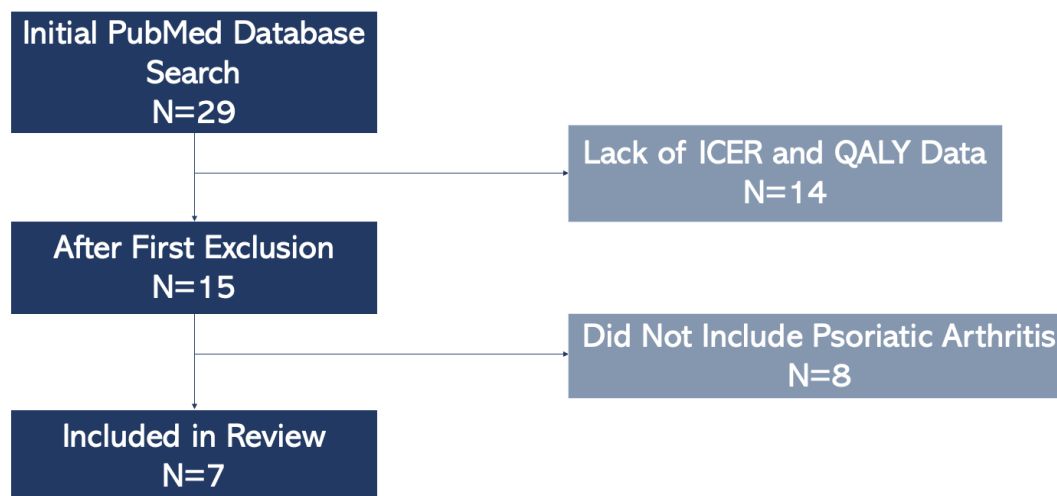 Initial PubMed Database
Search
N=29
Lack of ICER and QALY Data
N=14
After First Exclusion
N=15
Did Not Include Psoriatic Arthritis
N=8
Included in Review
N=7